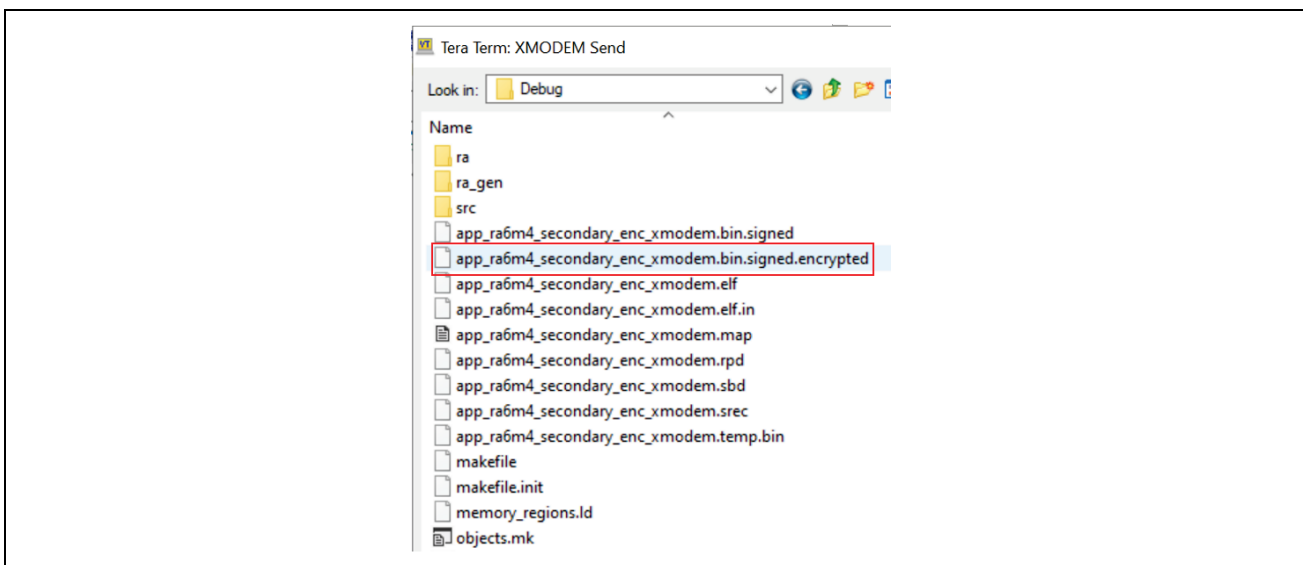 Tera Term: XMODEM Send
Look in: Debug
Name
ra
ra_gen
src
app_ra6m4_secondary_enc_xmodem.bin.signed
app_ra6m4_secondary_enc_xmodem.bin.signed.encrypted
app_ra6m4_secondary_enc_xmodem.elf
app_ra6m4_secondary_enc_xmodem.elf.in
app_ra6m4_secondary_enc_xmodem.map
app_ra6m4_secondary_enc_xmodem.rpd
app_ra6m4_secondary_enc_xmodem.sbd
app_ra6m4_secondary_enc_xmodem.srec
app_ra6m4_secondary_enc_xmodem.temp.bin
makefile
makefile.init
memory_regions.ld
objects.mk